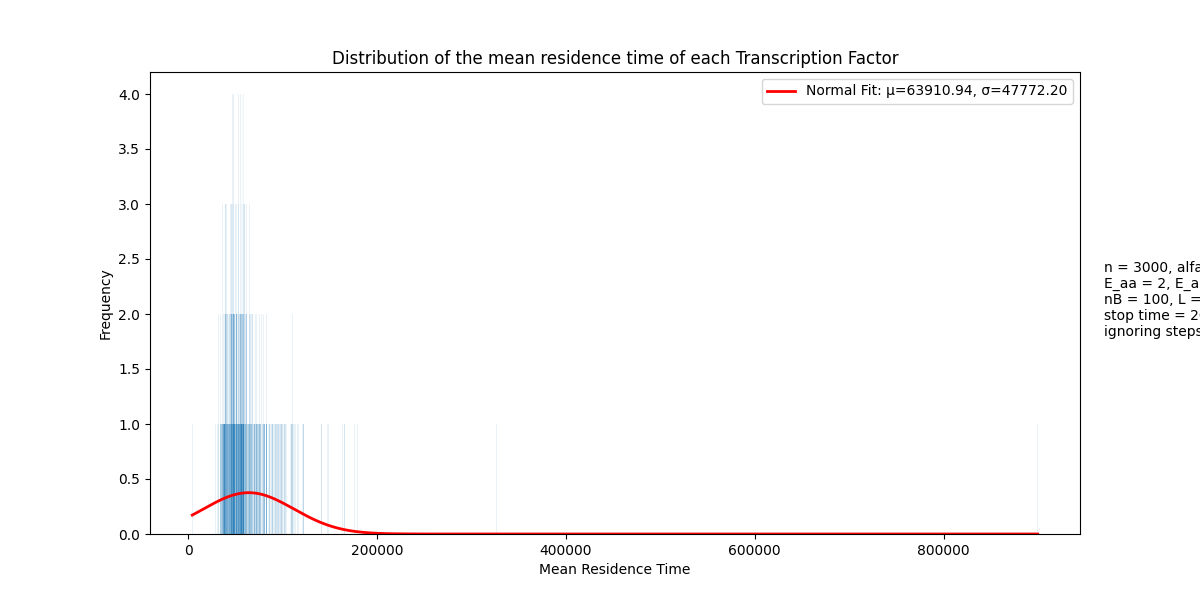 Distribution of the mean residence time of each Transcription Factor
Normal Fit: μ=63910.94, σ=47772.20
4.0
3.5
3.0
2.5
2.0
1.5
1.0
0.5
0.0
Frequency
0 200000 400000 600000 800000
Mean Residence Time
n = 3000, alfa
E_aa = 2, E_a
nB = 100, L =
stop time = 2
ignoring steps